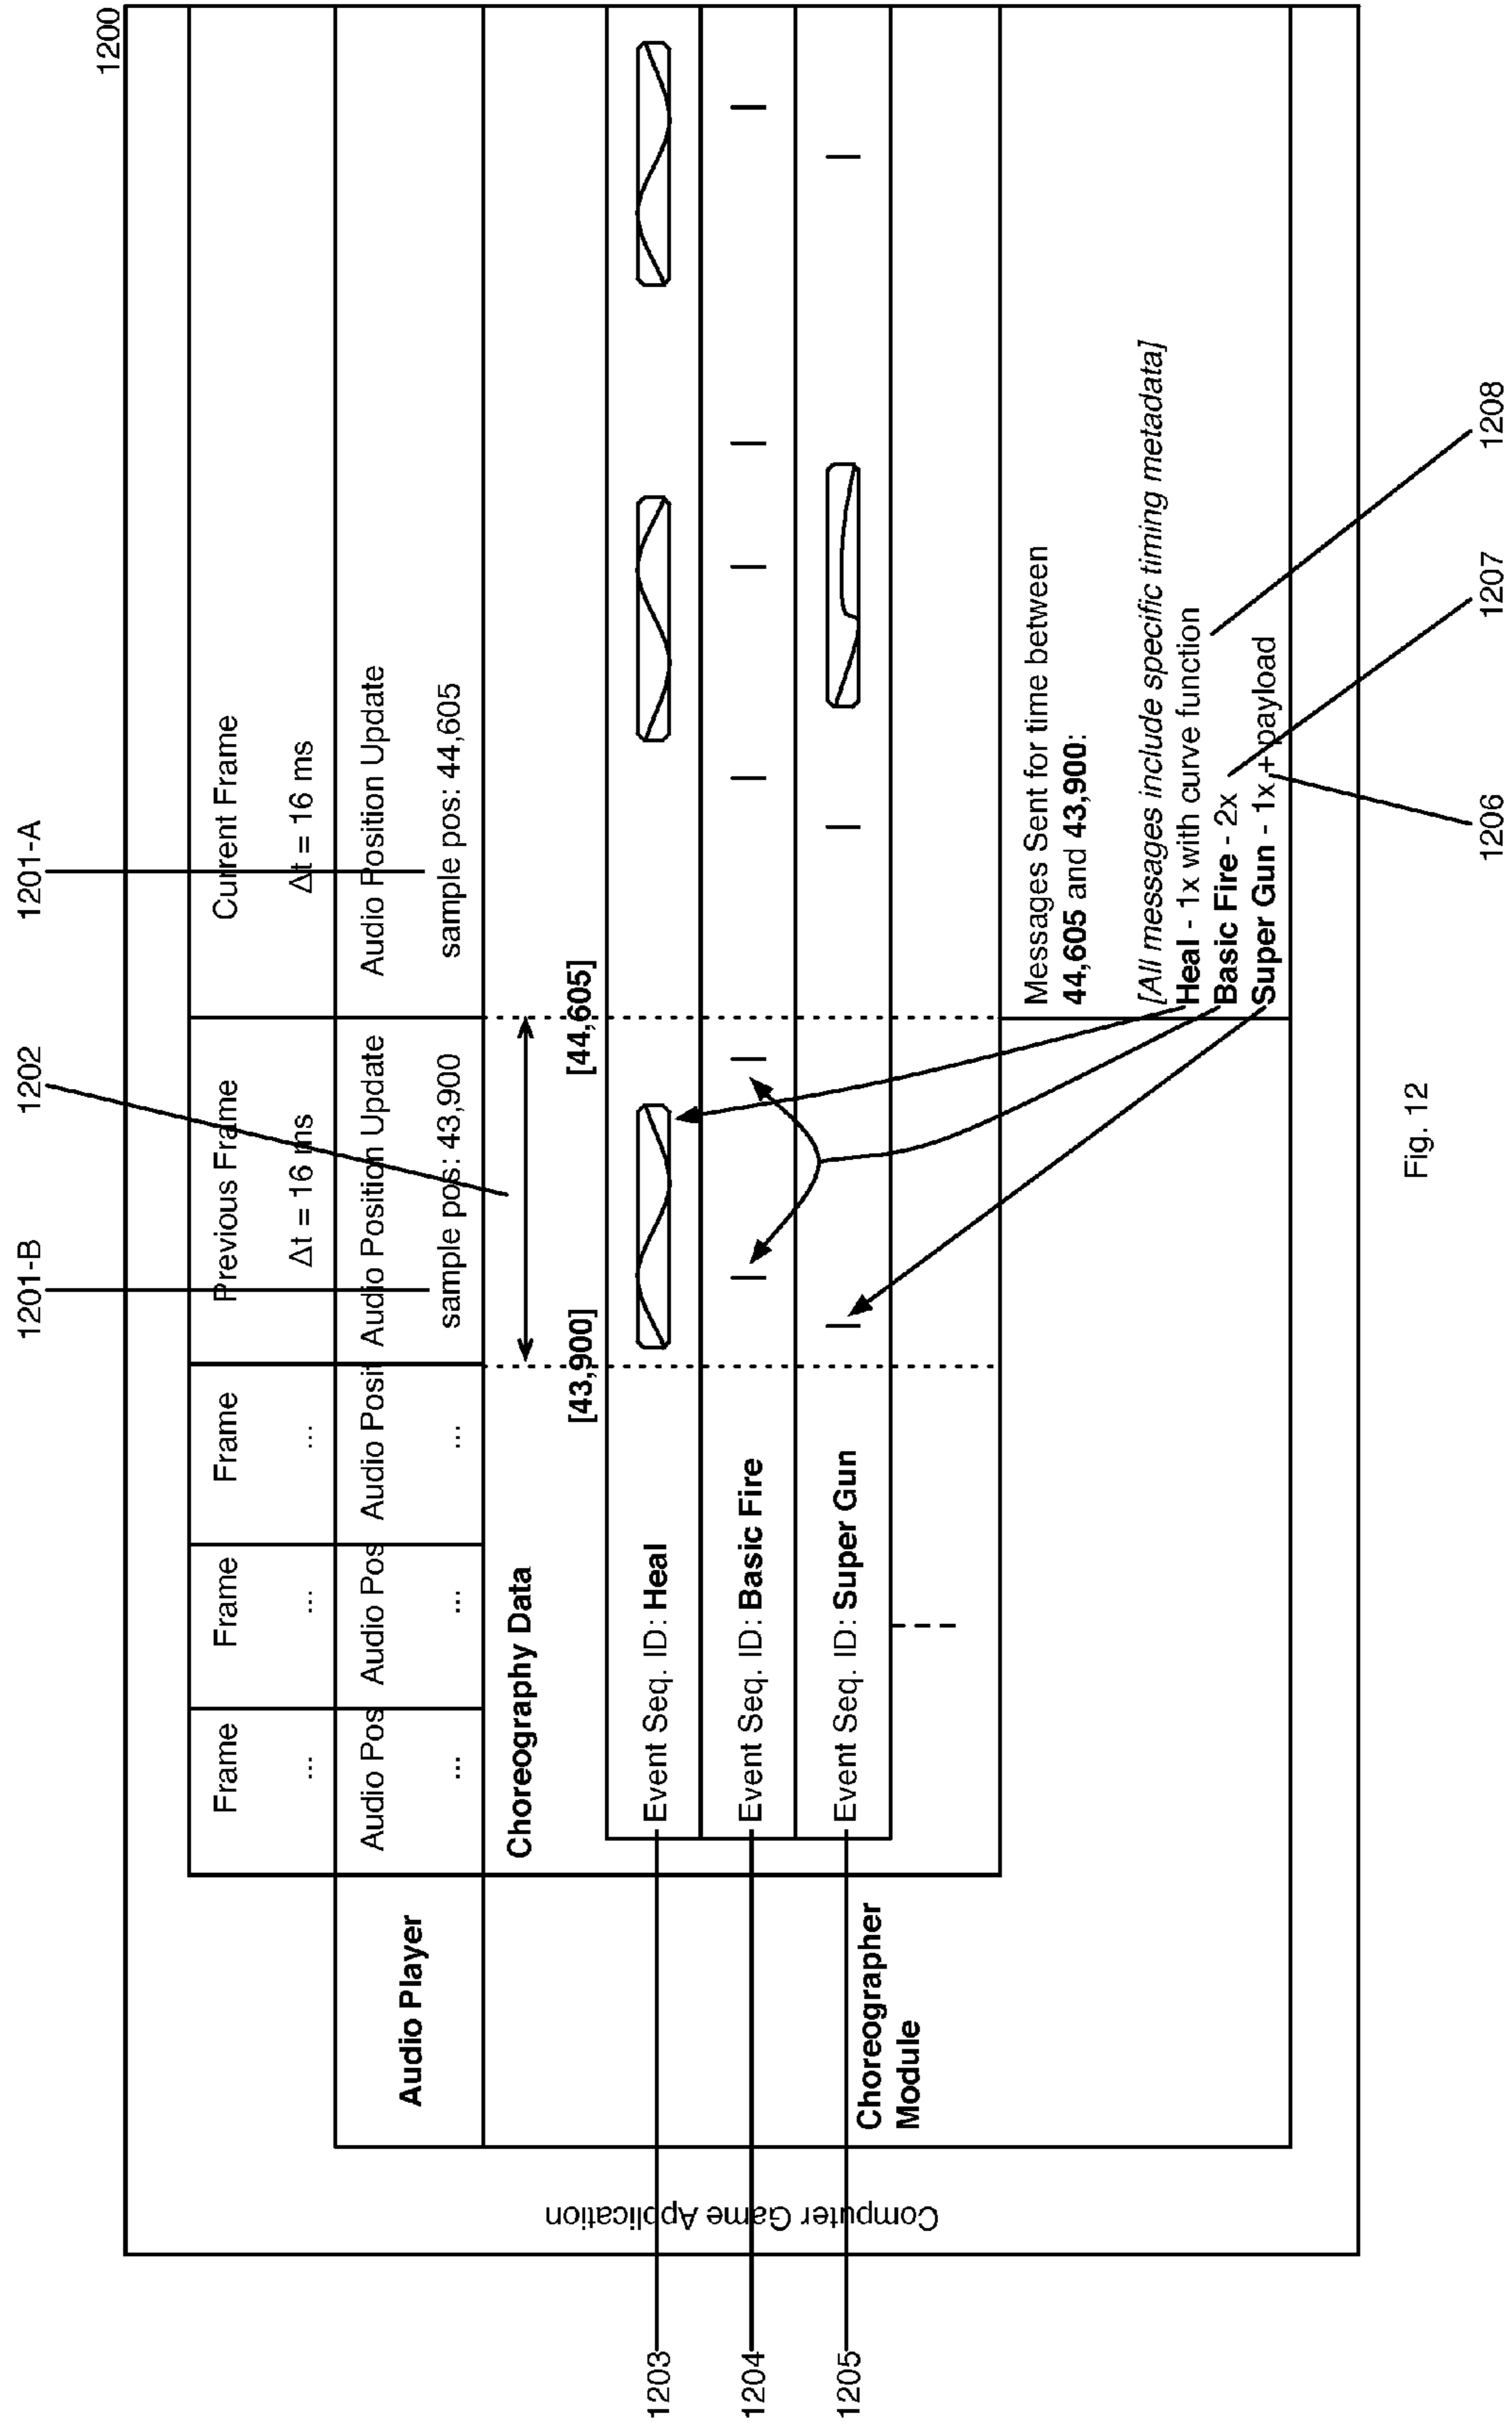 1200
1201-B
1202
1201-A
Frame
...
Frame
...
Frame
...
Previous Frame
Δt = 16 ms
Current Frame
Δt = 16 ms
Audio Player
Audio Pos
...
Audio Pos
...
Audio Posit
...
Audio Position Update
sample pos: 43,900
Audio Position Update
sample pos: 44,605
Choreography Data
[43,900]
[44,605]
1203
Event Seq. ID: Heal
1204
Event Seq. ID: Basic Fire
1205
Event Seq. ID: Super Gun
Choreographer
Module
Computer Game Application
Messages Sent for time between
44,605 and 43,900:
[All messages include specific timing metadata]
Heal - 1x with curve function
Basic Fire - 2x
Super Gun - 1x + payload
1206
1207
1208
Fig. 12